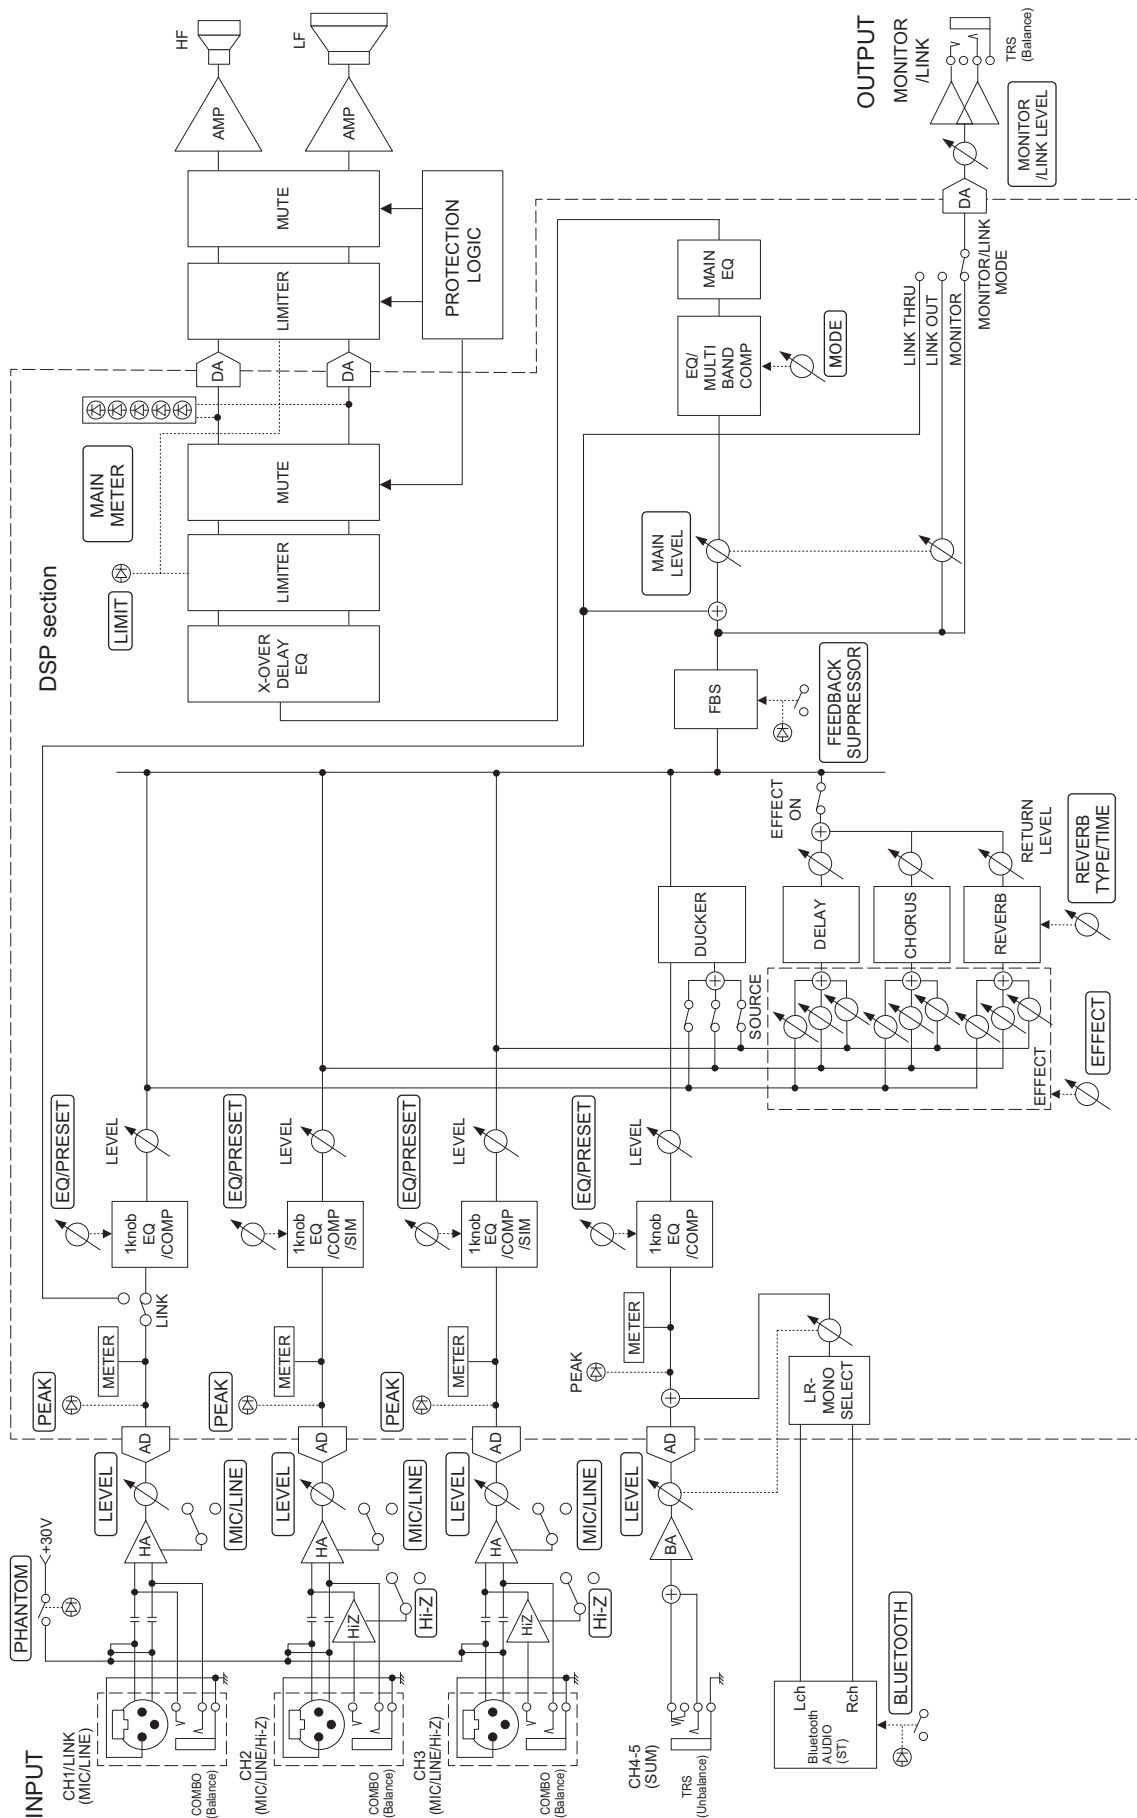 INPUT
CH1/LINK
(MIC/LINE)
COMBO
(Balance)
PHANTOM
+30V
HA
MIC/LINE
LEVEL
AD
PEAK
METER
LINK
1knob
EQ
/COMP
EQ/PRESET
LEVEL
CH2
(MIC/LINE/Hi-Z)
COMBO
(Balance)
HiZ
Hi-Z
HA
MIC/LINE
LEVEL
AD
PEAK
METER
1knob
EQ
/COMP
/SIM
EQ/PRESET
LEVEL
CH3
(MIC/LINE/Hi-Z)
COMBO
(Balance)
HiZ
Hi-Z
HA
MIC/LINE
LEVEL
AD
PEAK
METER
1knob
EQ
/COMP
/SIM
EQ/PRESET
LEVEL
CH4-5
(SUM)
TRS
(Unbalance)
BA
LEVEL
AD
PEAK
METER
1knob
EQ
/COMP
EQ/PRESET
LEVEL
Bluetooth
AUDIO
(ST)
Lch
Rch
BLUETOOTH
LR-
MONO
SELECT
DUCKER
SOURCE
EFFECT
EFFECT
DELAY
CHORUS
REVERB
REVERB
TYPE/TIME
RETURN
LEVEL
EFFECT
ON
FBS
FEEDBACK
SUPPRESSOR
MAIN
LEVEL
EQ/
MULTI
BAND
COMP
MODE
MAIN
EQ
DSP section
X-OVER
DELAY
EQ
LIMITER
LIMIT
MUTE
MAIN
METER
DA
DA
LIMITER
MUTE
PROTECTION
LOGIC
AMP
AMP
HF
LF
LINK THRU
LINK OUT
MONITOR
MONITOR/LINK
MODE
DA
MONITOR
/LINK LEVEL
OUTPUT
MONITOR
/LINK
TRS
(Balance)